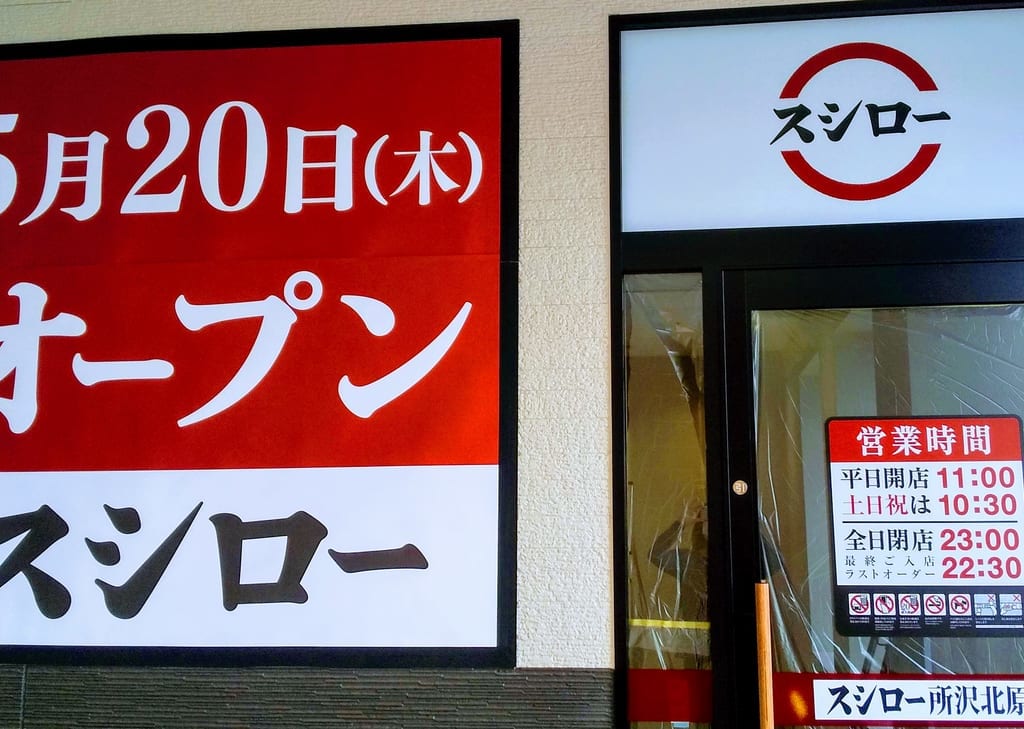 5月20日(木)
オープン
スシロー
スシロー
営業時間
平日開店 11:00
土日祝は 10:30
全日閉店 23:00
最終ご入店
ラストオーダー 22:30
スシロー所沢北原